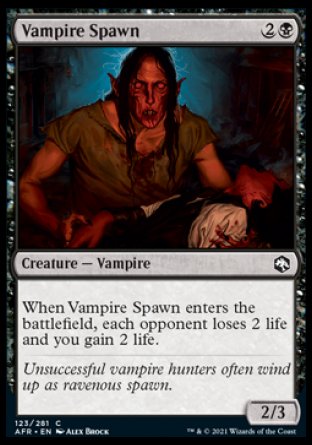 Vampire Spawn 2
Creature — Vampire
When Vampire Spawn enters the
battlefield, each opponent loses 2 life
and you gain 2 life.
Unsuccessful vampire hunters often wind
up as ravenous spawn.
2/3
123/281 C
AFR • EN Alex Brock
™ & © 2021 Wizards of the Coast